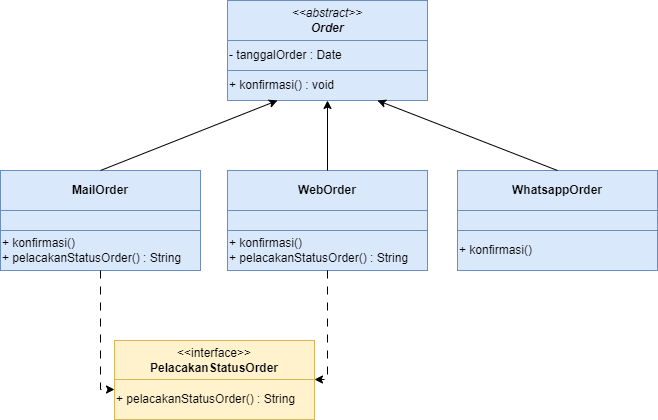 <<abstract>>
Order
- tanggalOrder : Date
+ konfirmasi() : void
MailOrder
+ konfirmasi()
+ pelacakanStatusOrder() : String
WebOrder
+ konfirmasi()
+ pelacakanStatusOrder() : String
WhatsappOrder
+ konfirmasi()
<<interface>>
PelacakanStatusOrder
+ pelacakanStatusOrder() : String